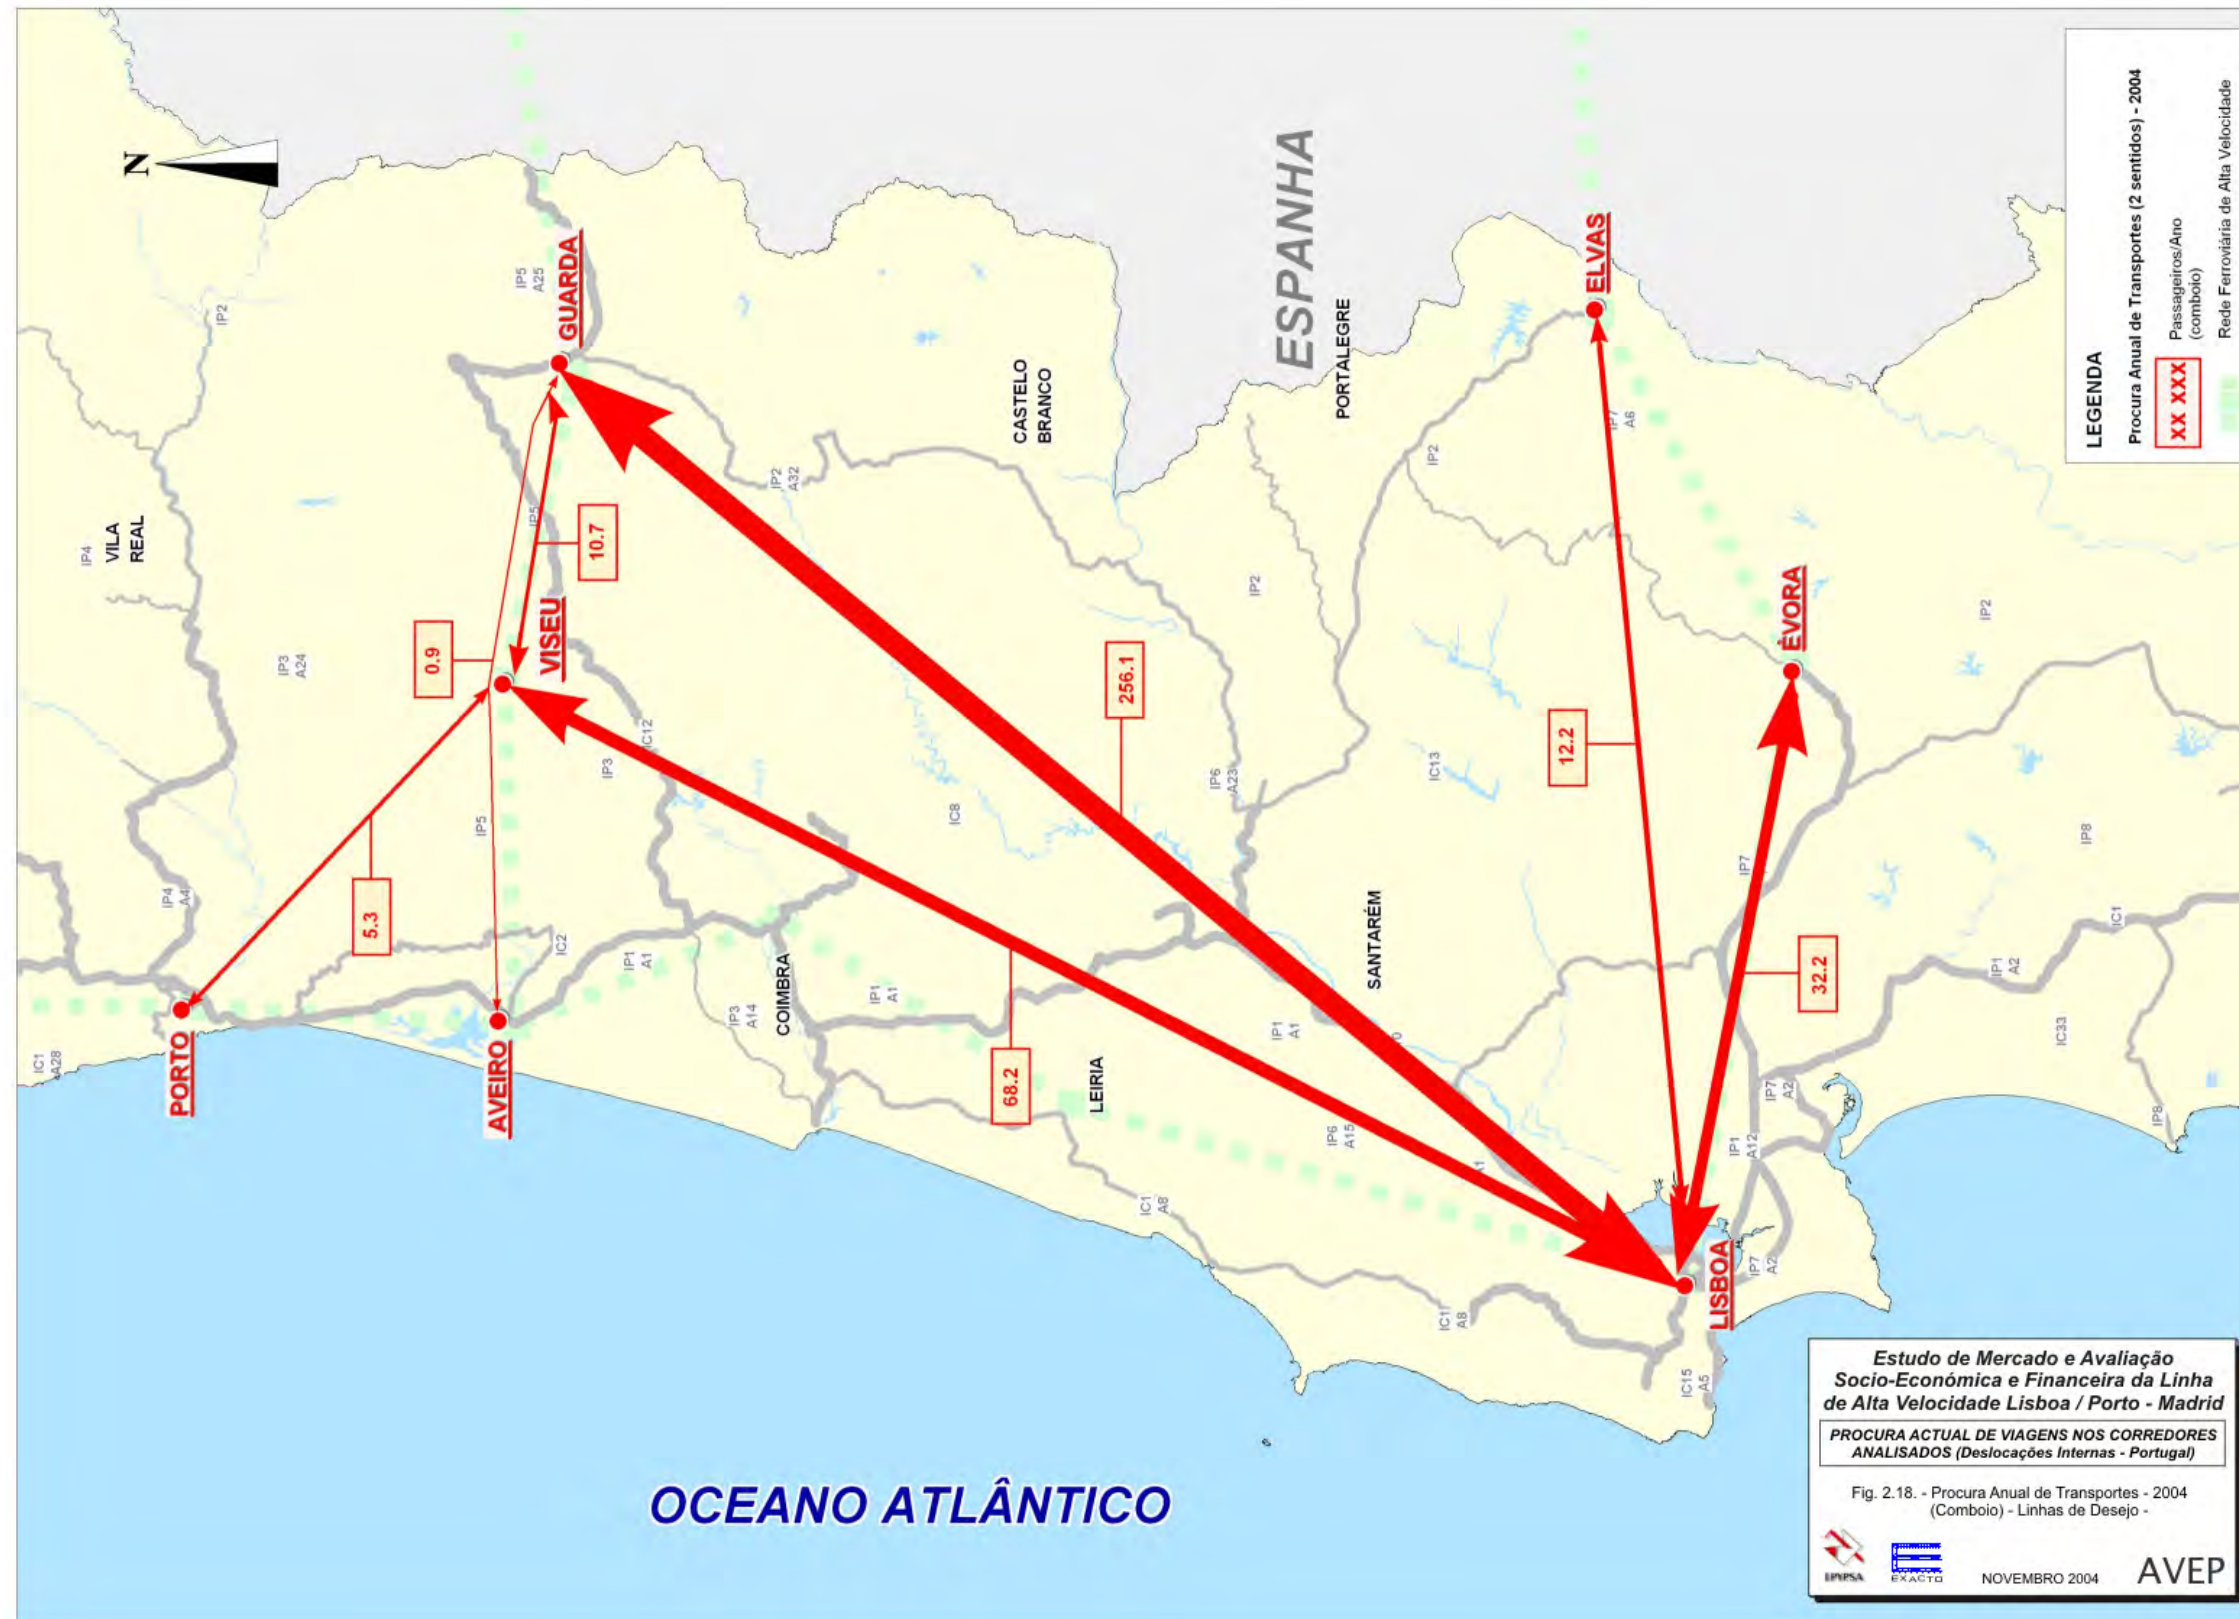 N
IP4
VILA
REAL
IP2
IP3
A24
IP4
A4
IC1
A28
PORTO
5.3
0.9
IP5
A25
GUARDA
IP5
10.7
VISEU
IP5
IC12
IP3
IC2
AVEIRO
IP1
A1
IP3
A14
COIMBRA
IP1
A1
IC8
IP2
A32
CASTELO
BRANCO
68.2
256.1
LEIRIA
IC1
A8
IP6
A23
IP2
ESPANHA
PORTALEGRE
IP2
IC13
SANTARÉM
IP1
A1
IP6
A15
A1
IC1
A8
12.2
ELVAS
IP7
A6
ÈVORA
IP7
32.2
LISBOA
IP7
A2
IP1
A12
IP7
A2
IC15
A5
IP2
IP8
IC1
IP1
A2
IC33
IP8
LEGENDA
Procura Anual de Transportes (2 sentidos) - 2004
XX XXX
Passageiros/Ano
(comboio)
Rede Ferroviária de Alta Velocidade
OCEANO ATLÂNTICO
Estudo de Mercado e Avaliação
Socio-Económica e Financeira da Linha
de Alta Velocidade Lisboa / Porto - Madrid
PROCURA ACTUAL DE VIAGENS NOS CORREDORES
ANALISADOS (Deslocações Internas - Portugal)
Fig. 2.18. - Procura Anual de Transportes - 2004
(Comboio) - Linhas de Desejo -
EXACTO
NOVEMBRO 2004
AVEP